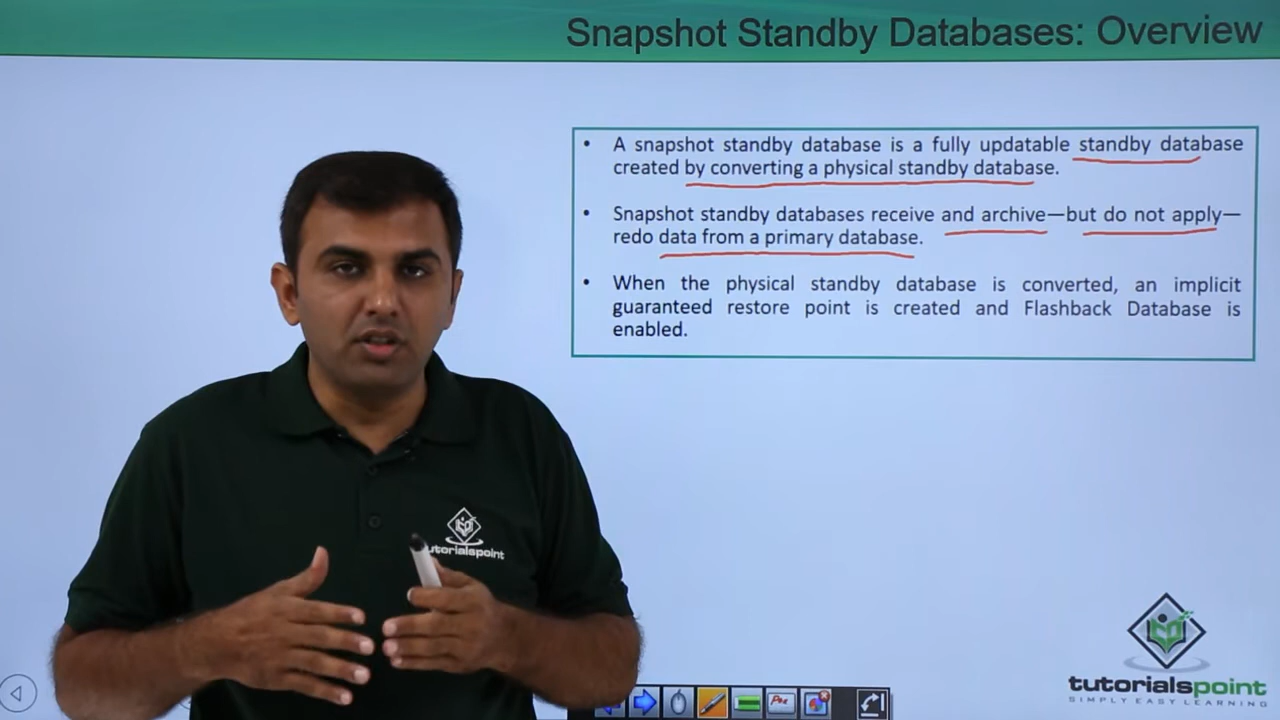 Snapshot Standby Databases: Overview
• A snapshot standby database is a fully updatable standby database
created by converting a physical standby database.
• Snapshot standby databases receive and archive—but do not apply—
redo data from a primary database.
• When the physical standby database is converted, an implicit
guaranteed restore point is created and Flashback Database is
enabled.
tutorialspoint
tutorialspoint
SIMPLY EASY LEARNING